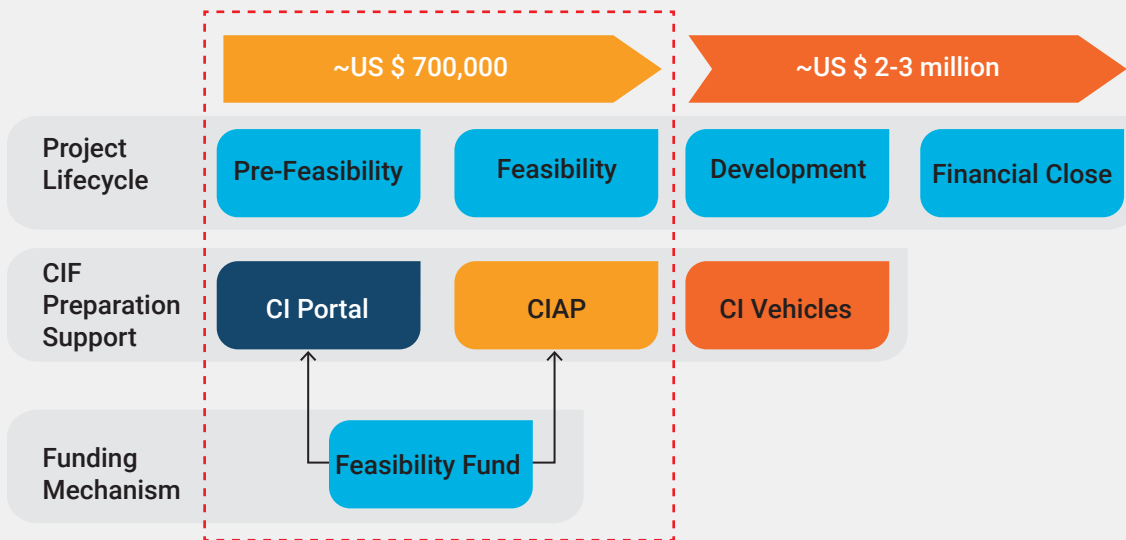 ~US $ 700,000
~US $ 2-3 million
Project
Lifecycle
Pre-Feasibility
Feasibility
Development
Financial Close
CIF
Preparation
Support
CI Portal
CIAP
CI Vehicles
Funding
Mechanism
Feasibility Fund